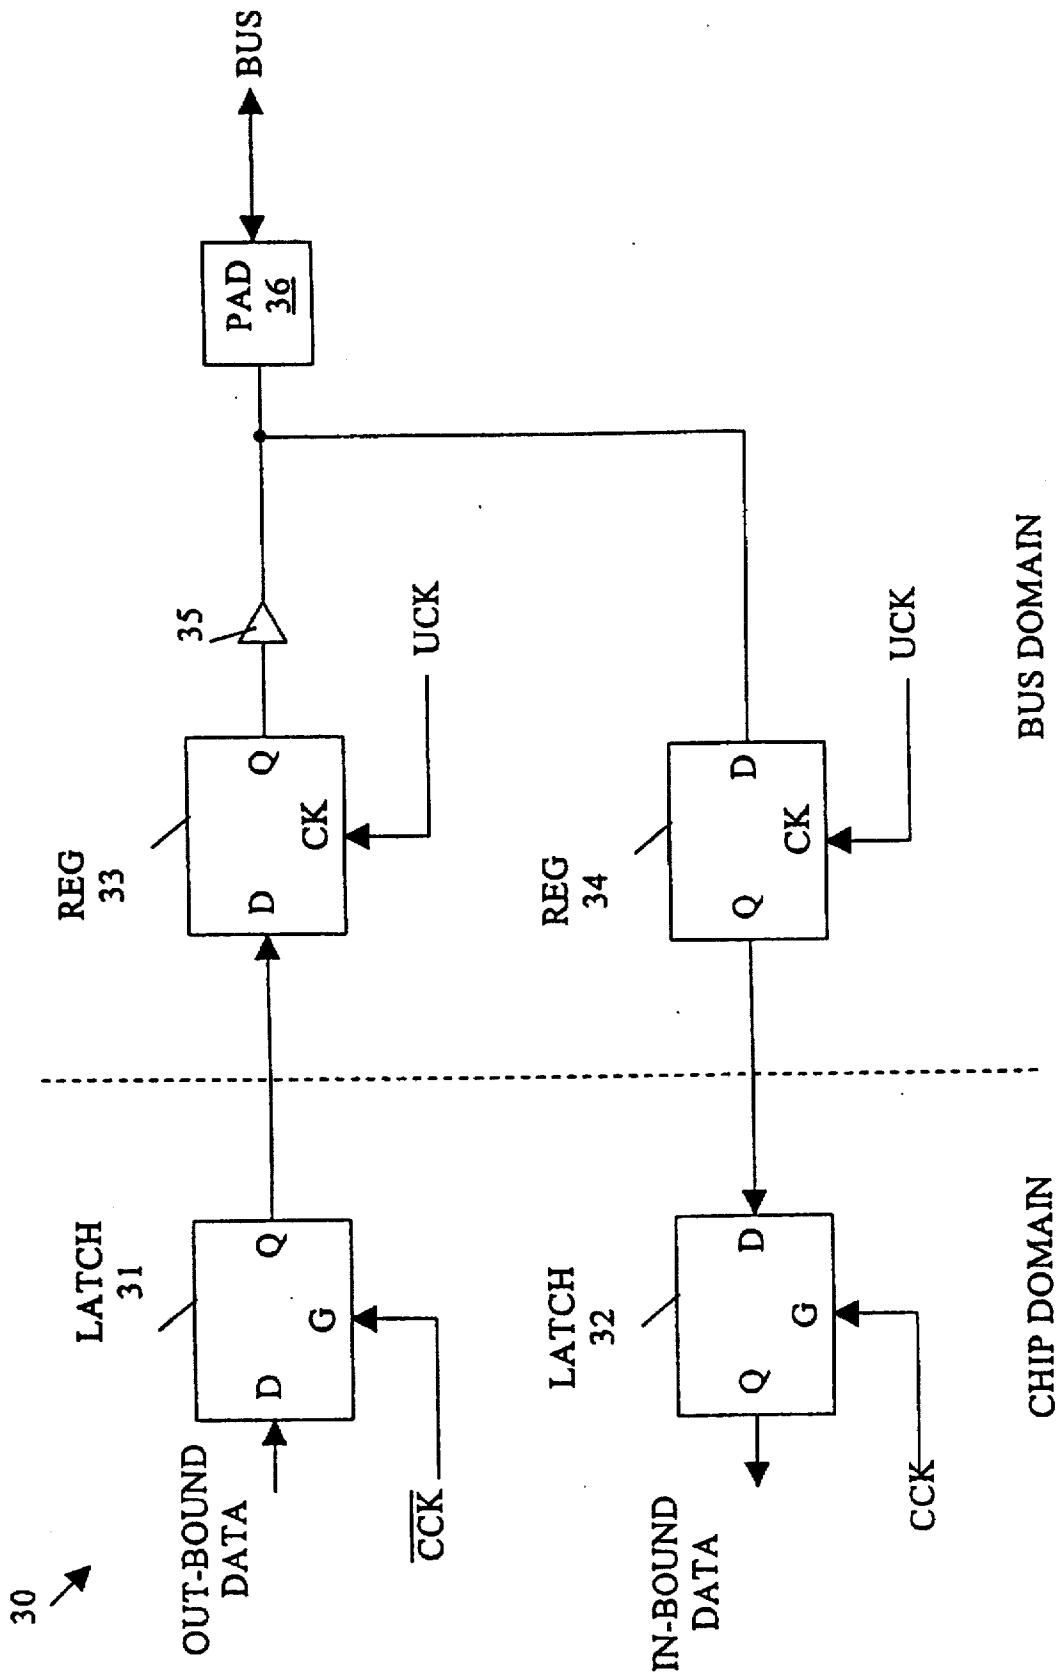 30
OUT-BOUND
DATA
D
Q
G
LATCH
31
C̅C̅K̅
REG
33
D
Q
CK
UCK
35
PAD
36
BUS
IN-BOUND
DATA
Q
D
G
LATCH
32
CCK
REG
34
Q
D
CK
UCK
CHIP DOMAIN
BUS DOMAIN